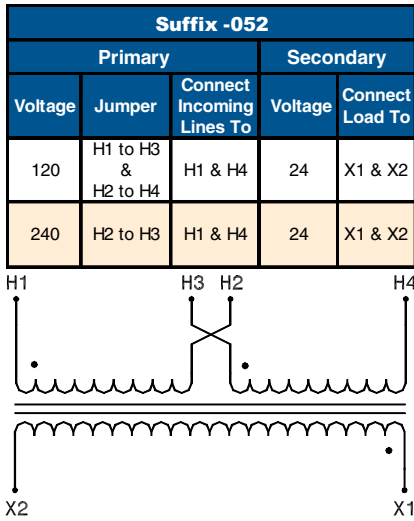 Suffix -052
Primary Secondary
Voltage Jumper Connect Incoming Lines To Voltage Connect Load To
120 H1 to H3 & H2 to H4 H1 & H4 24 X1 & X2
240 H2 to H3 H1 & H4 24 X1 & X2
H1 H3 H2 H4
X2 X1